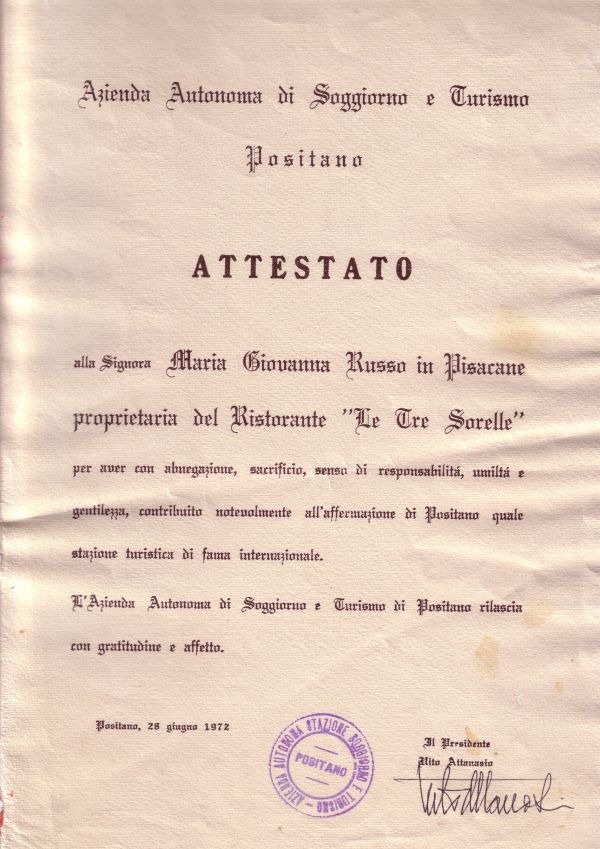 Azienda Autonoma di Soggiorno e Turismo
Positano
ATTESTATO
alla Signora Maria Giovanna Russo in Pisacane
proprietaria del Ristorante "Le Tre Sorelle"
per aver con abnegazione, sacrificio, senso di responsabilitá, umiltá e
gentilezza, contribuito notevolmente all'affermazione di Positano quale
stazione turistica di fama internazionale.
L'Azienda Autonoma di Soggiorno e Turismo di Positano rilascia
con gratitudine e affetto.
Positano, 28 giugno 1972
AZIENDA AUTONOMA STAZIONE SOGGIORNO E TURISMO
POSITANO
Il Presidente
Vito Attanasio